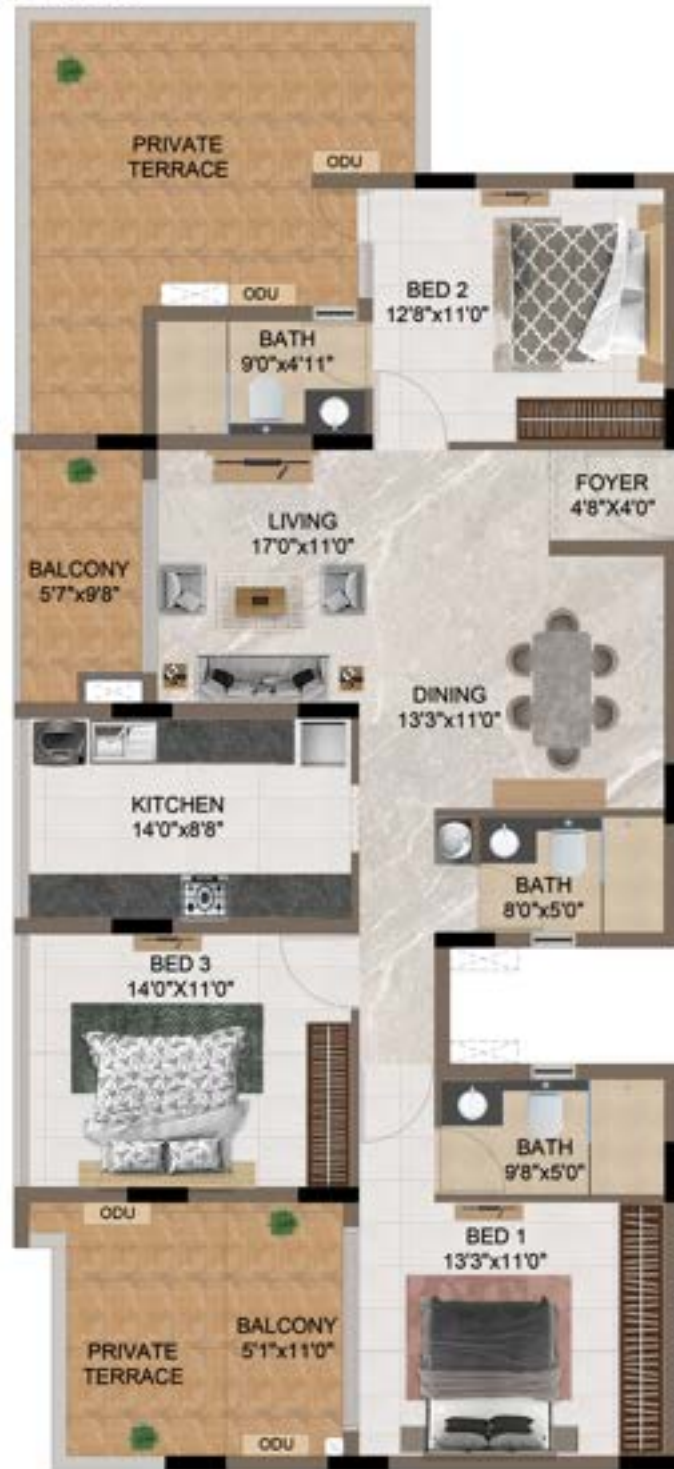 PRIVATE
TERRACE
ODU
BED 2
12'8"x11'0"
ODU
BATH
9'0"x4'11"
FOYER
4'8"X4'0"
LIVING
17'0"x11'0"
BALCONY
5'7"x9'8"
DINING
13'3"x11'0"
KITCHEN
14'0"x8'8"
BATH
8'0"x5'0"
BED 3
14'0"X11'0"
BATH
9'8"x5'0"
ODU
BED 1
13'3"x11'0"
BALCONY
5'1"x11'0"
PRIVATE
TERRACE
ODU